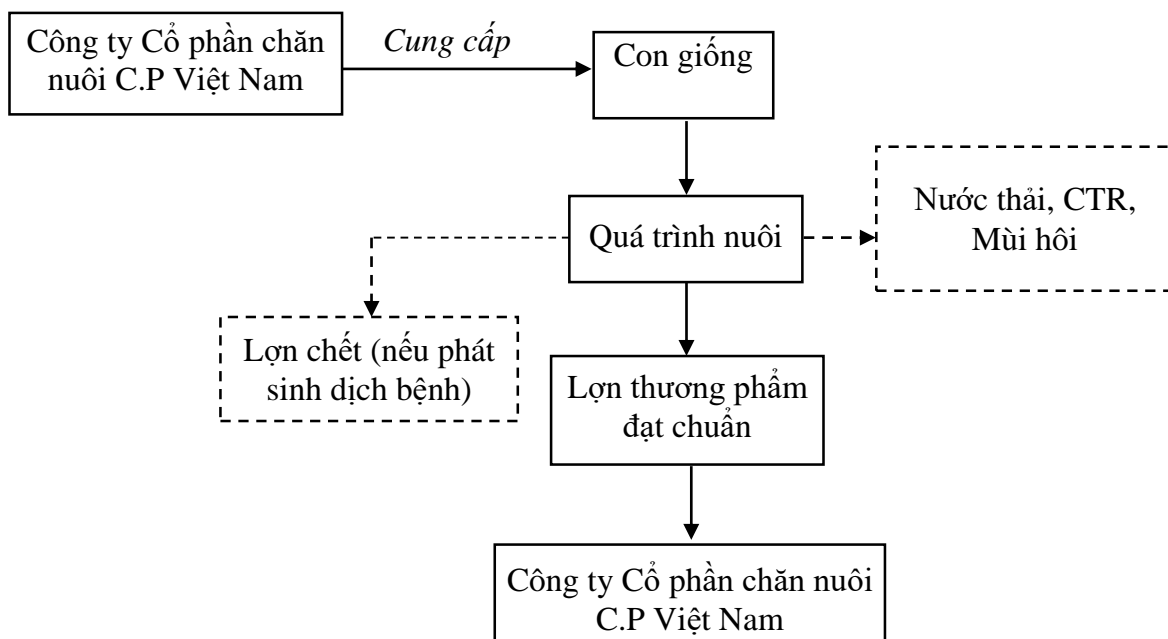 Công ty Cổ phần chăn
nuôi C.P Việt Nam
Cung cấp
Con giống
Quá trình nuôi
Nước thải, CTR,
Mùi hôi
Lợn chết (nếu phát
sinh dịch bệnh)
Lợn thương phẩm
đạt chuẩn
Công ty Cổ phần chăn nuôi
C.P Việt Nam